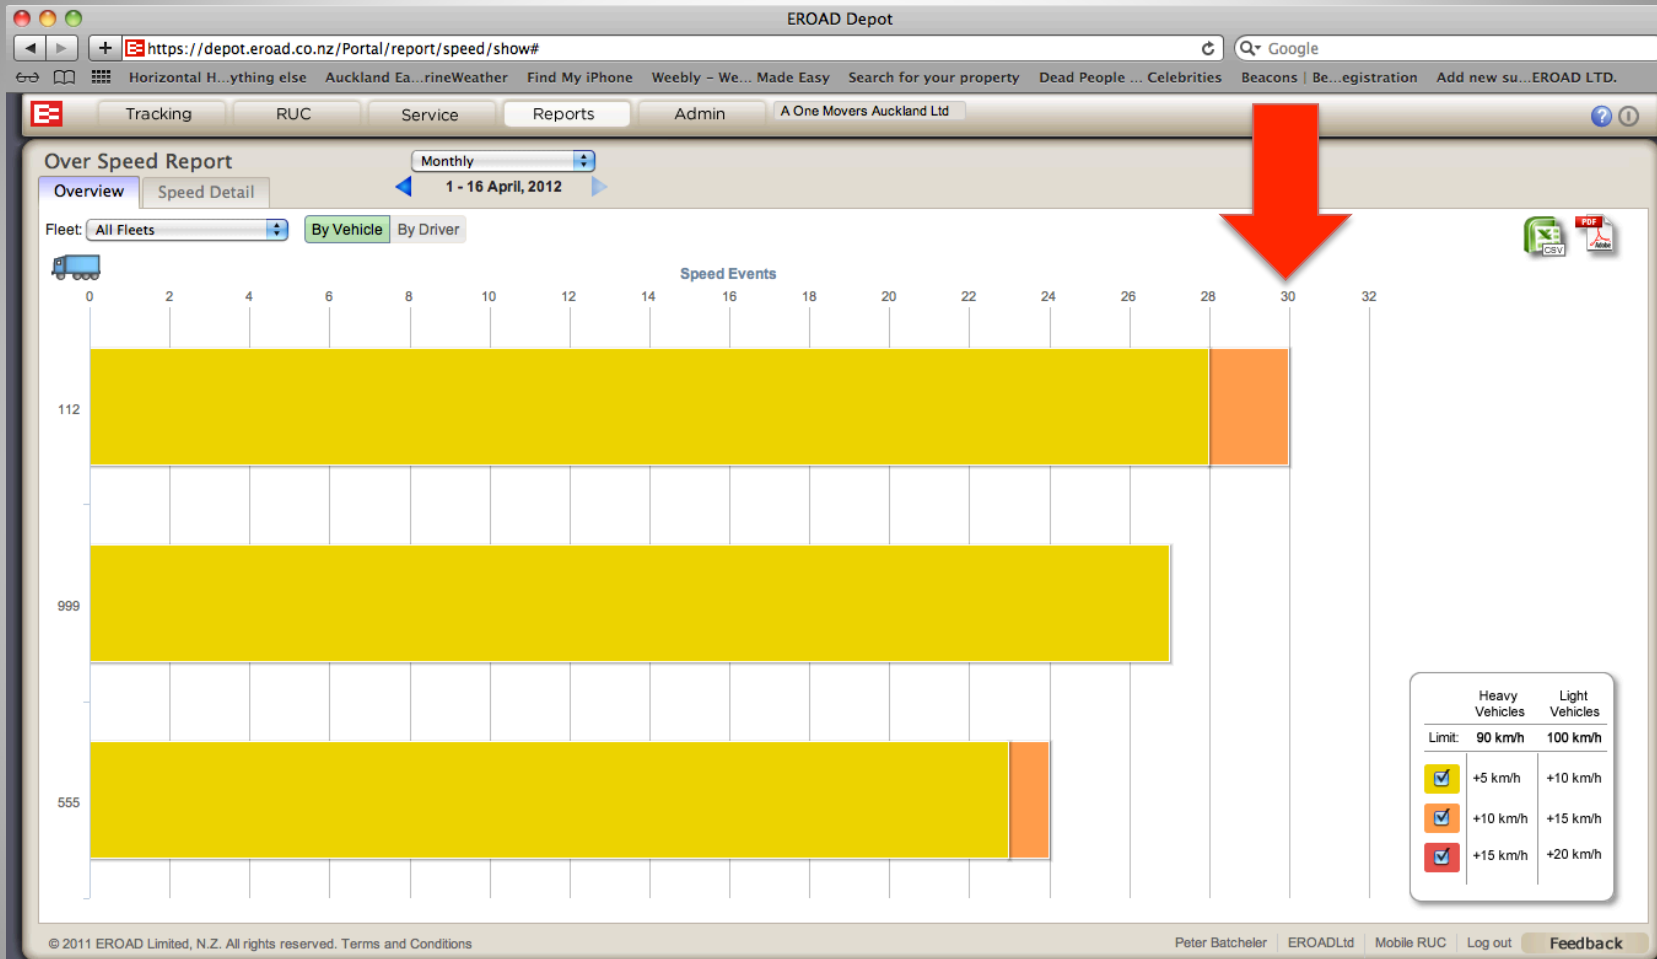 EROAD Depot
https://depot.eroad.co.nz/Portal/report/speed/show#
Google
Horizontal H...ything else Auckland Ea...rineWeather Find My iPhone Weebly – We... Made Easy Search for your property Dead People ... Celebrities Beacons | Be...egistration Add new su...EROAD LTD.
Tracking RUC Service Reports Admin A One Movers Auckland Ltd
Over Speed Report Monthly
Overview Speed Detail 1 - 16 April, 2012
Fleet: All Fleets By Vehicle By Driver
CSV
PDF
Adobe
Speed Events
0 2 4 6 8 10 12 14 16 18 20 22 24 26 28 30 32
112
999
555
Heavy Vehicles Light Vehicles
Limit: 90 km/h 100 km/h
+5 km/h +10 km/h
+10 km/h +15 km/h
+15 km/h +20 km/h
© 2011 EROAD Limited, N.Z. All rights reserved. Terms and Conditions Peter Batcheler EROADLtd Mobile RUC Log out Feedback